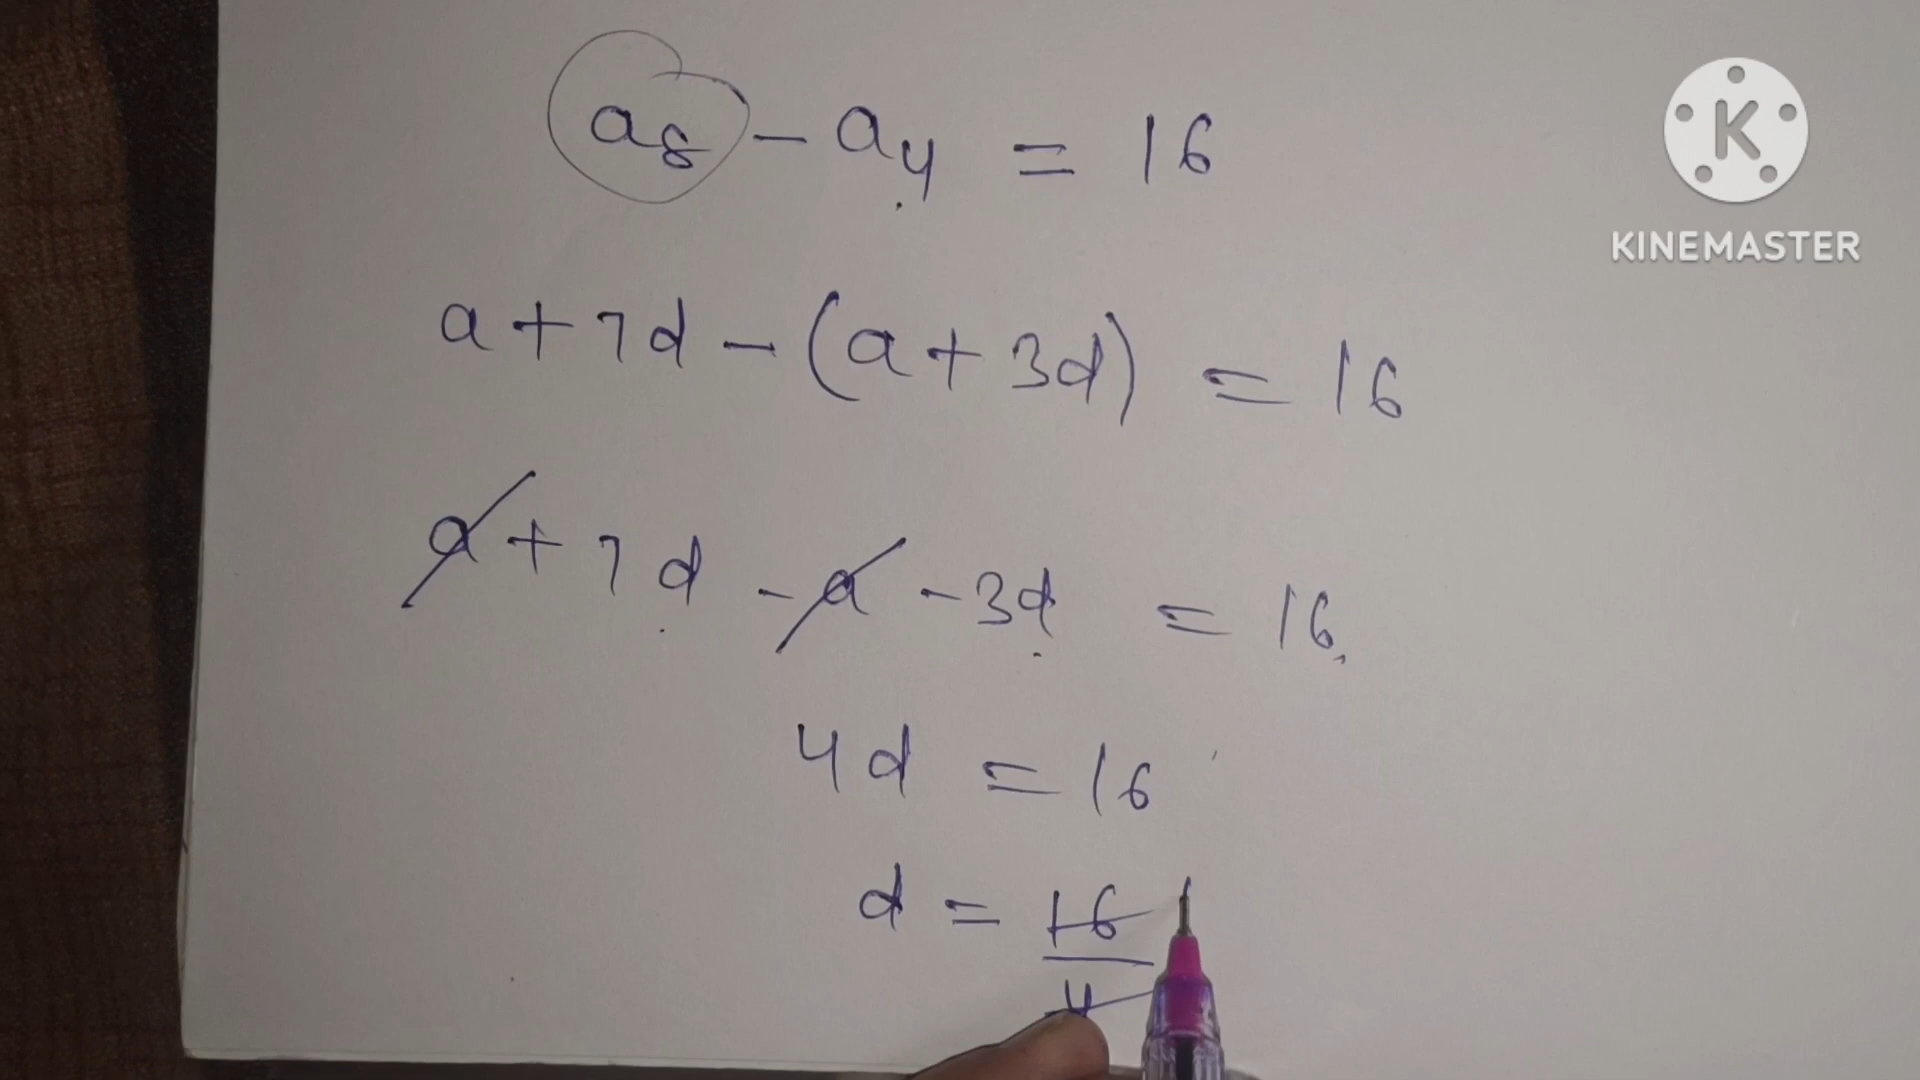 a₈ - a₄ = 16
K
KINEMASTER
a + 7d - (a + 3d) = 16
a + 7d - a - 3d = 16
4d = 16
d = 16/4